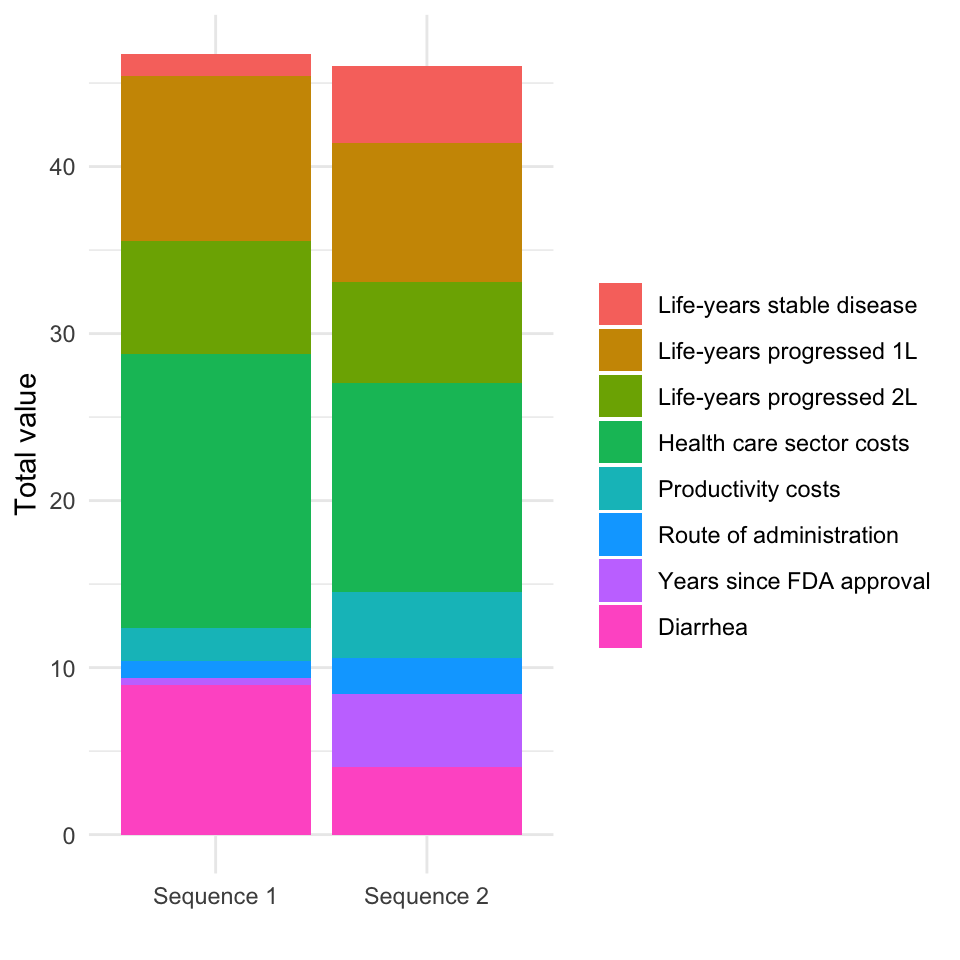 Total value
40
30
20
10
0
Sequence 1
Sequence 2
Life-years stable disease
Life-years progressed 1L
Life-years progressed 2L
Health care sector costs
Productivity costs
Route of administration
Years since FDA approval
Diarrhea